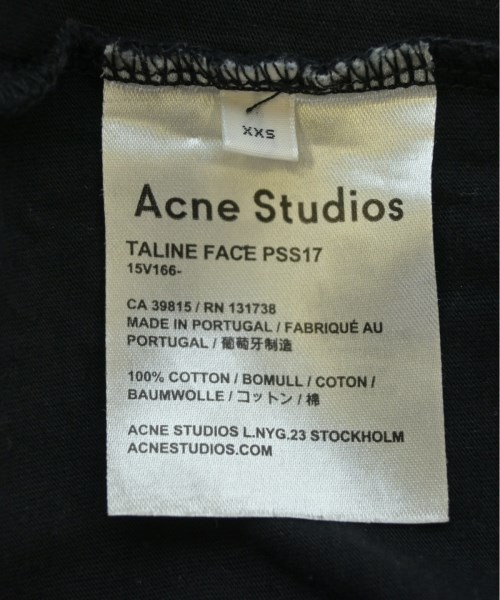 XXS
Acne Studios
TALINE FACE PSS17
15V166-
CA 39815 / RN 131738
MADE IN PORTUGAL / FABRIQUÉ AU
PORTUGAL / 葡萄牙制造
100% COTTON / BOMULL / COTON /
BAUMWOLLE / コットン / 棉
ACNE STUDIOS L.NYG.23 STOCKHOLM
ACNESTUDIOS.COM